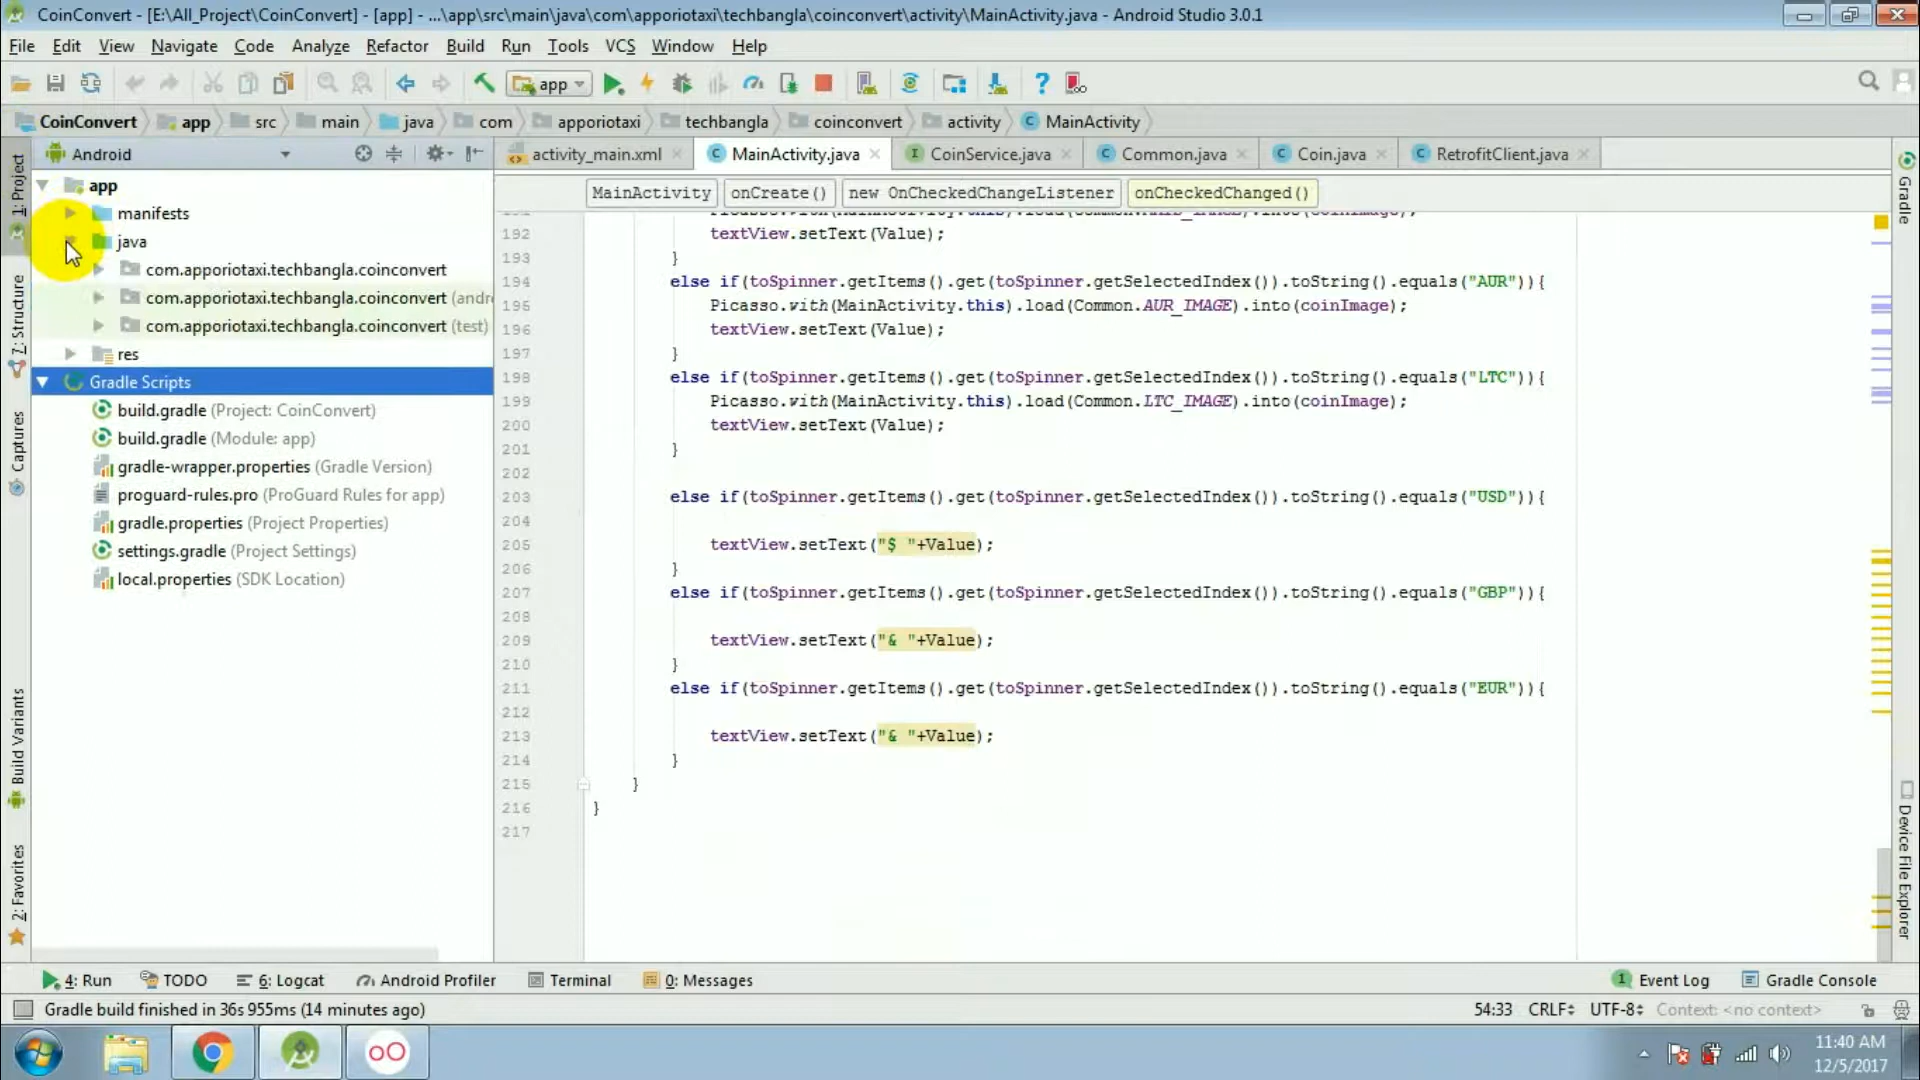 CoinConvert - [E:\All_Project\CoinConvert] - [app] - ...\app\src\main\java\com\apporiotaxi\techbangla\coinconvert\activity\MainActivity.java - Android Studio 3.0.1
File Edit View Navigate Code Analyze Refactor Build Run Tools VCS Window Help
app
CoinConvert app src main java com apporiotaxi techbangla coinconvert activity MainActivity
Android
activity_main.xml MainActivity.java CoinService.java Common.java Coin.java RetrofitClient.java
MainActivity onCreate() new OnCheckedChangeListener onCheckedChanged()
1: Project
7: Structure
Captures
Build Variants
2: Favorites
app
manifests
java
com.apporiotaxi.techbangla.coinconvert
com.apporiotaxi.techbangla.coinconvert (andr
com.apporiotaxi.techbangla.coinconvert (test)
res
Gradle Scripts
build.gradle (Project: CoinConvert)
build.gradle (Module: app)
gradle-wrapper.properties (Gradle Version)
proguard-rules.pro (ProGuard Rules for app)
gradle.properties (Project Properties)
settings.gradle (Project Settings)
local.properties (SDK Location)
192 textView.setText(Value);
193 }
194 else if(toSpinner.getItems().get(toSpinner.getSelectedIndex()).toString().equals("AUR")){
195 Picasso.with(MainActivity.this).load(Common.AUR_IMAGE).into(coinImage);
196 textView.setText(Value);
197 }
198 else if(toSpinner.getItems().get(toSpinner.getSelectedIndex()).toString().equals("LTC")){
199 Picasso.with(MainActivity.this).load(Common.LTC_IMAGE).into(coinImage);
200 textView.setText(Value);
201 }
202
203 else if(toSpinner.getItems().get(toSpinner.getSelectedIndex()).toString().equals("USD")){
204
205 textView.setText("$ "+Value);
206 }
207 else if(toSpinner.getItems().get(toSpinner.getSelectedIndex()).toString().equals("GBP")){
208
209 textView.setText("& "+Value);
210 }
211 else if(toSpinner.getItems().get(toSpinner.getSelectedIndex()).toString().equals("EUR")){
212
213 textView.setText("& "+Value);
214 }
215 }
216 }
217
Gradle
Device File Explorer
4: Run TODO 6: Logcat Android Profiler Terminal 0: Messages 1 Event Log Gradle Console
Gradle build finished in 36s 955ms (14 minutes ago) 54:33 CRLF UTF-8 Context: <no context>
11:40 AM
12/5/2017